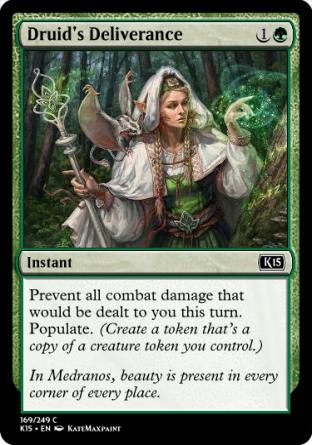 Druid's Deliverance 1
Instant K15
Prevent all combat damage that
would be dealt to you this turn.
Populate. (Create a token that's a
copy of a creature token you control.)
In Medranos, beauty is present in every
corner of every place.
169/249 C
K15 • EN KateMaxpaint